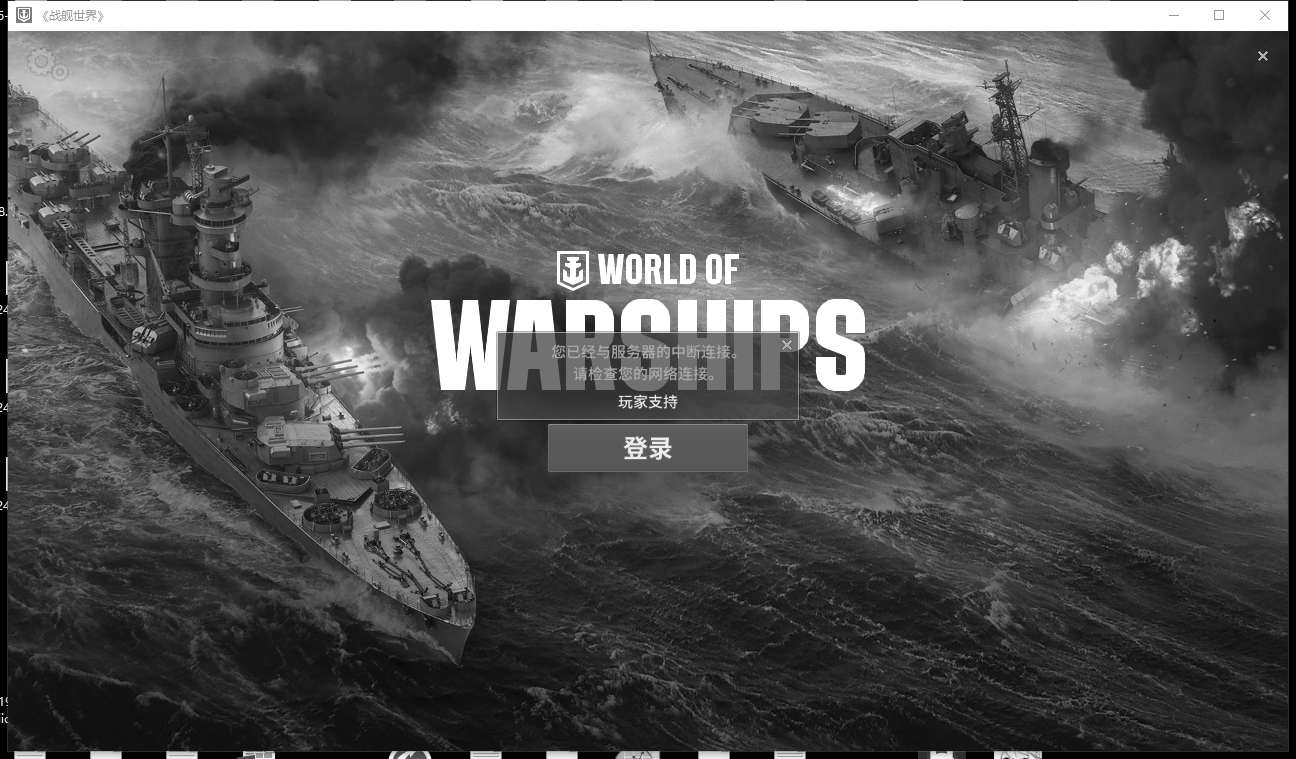 《战舰世界》
WORLD OF
WARSHIPS
您已经与服务器的中断连接。
请检查您的网络连接。
玩家支持
登录